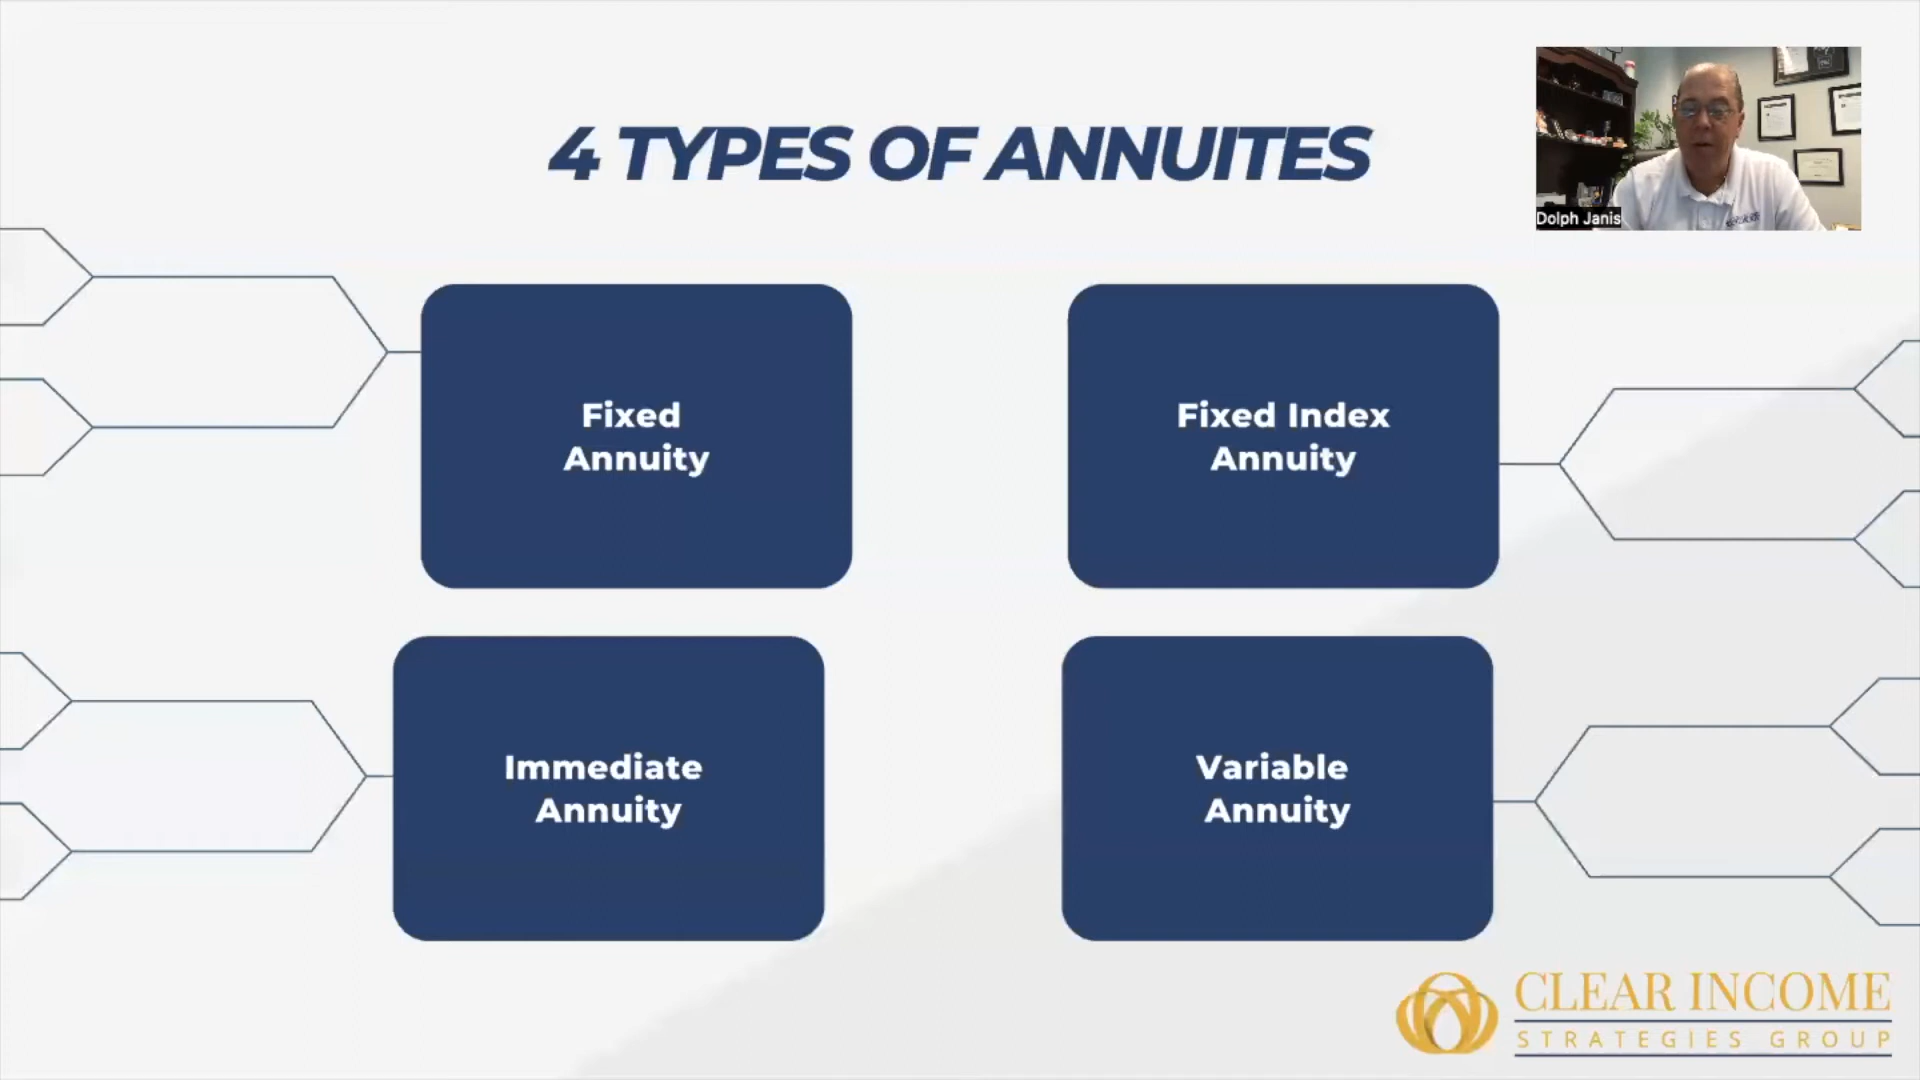 4 TYPES OF ANNUITES
Dolph Janis
Fixed
Annuity
Fixed Index
Annuity
Immediate
Annuity
Variable
Annuity
CLEAR INCOME
STRATEGIES GROUP